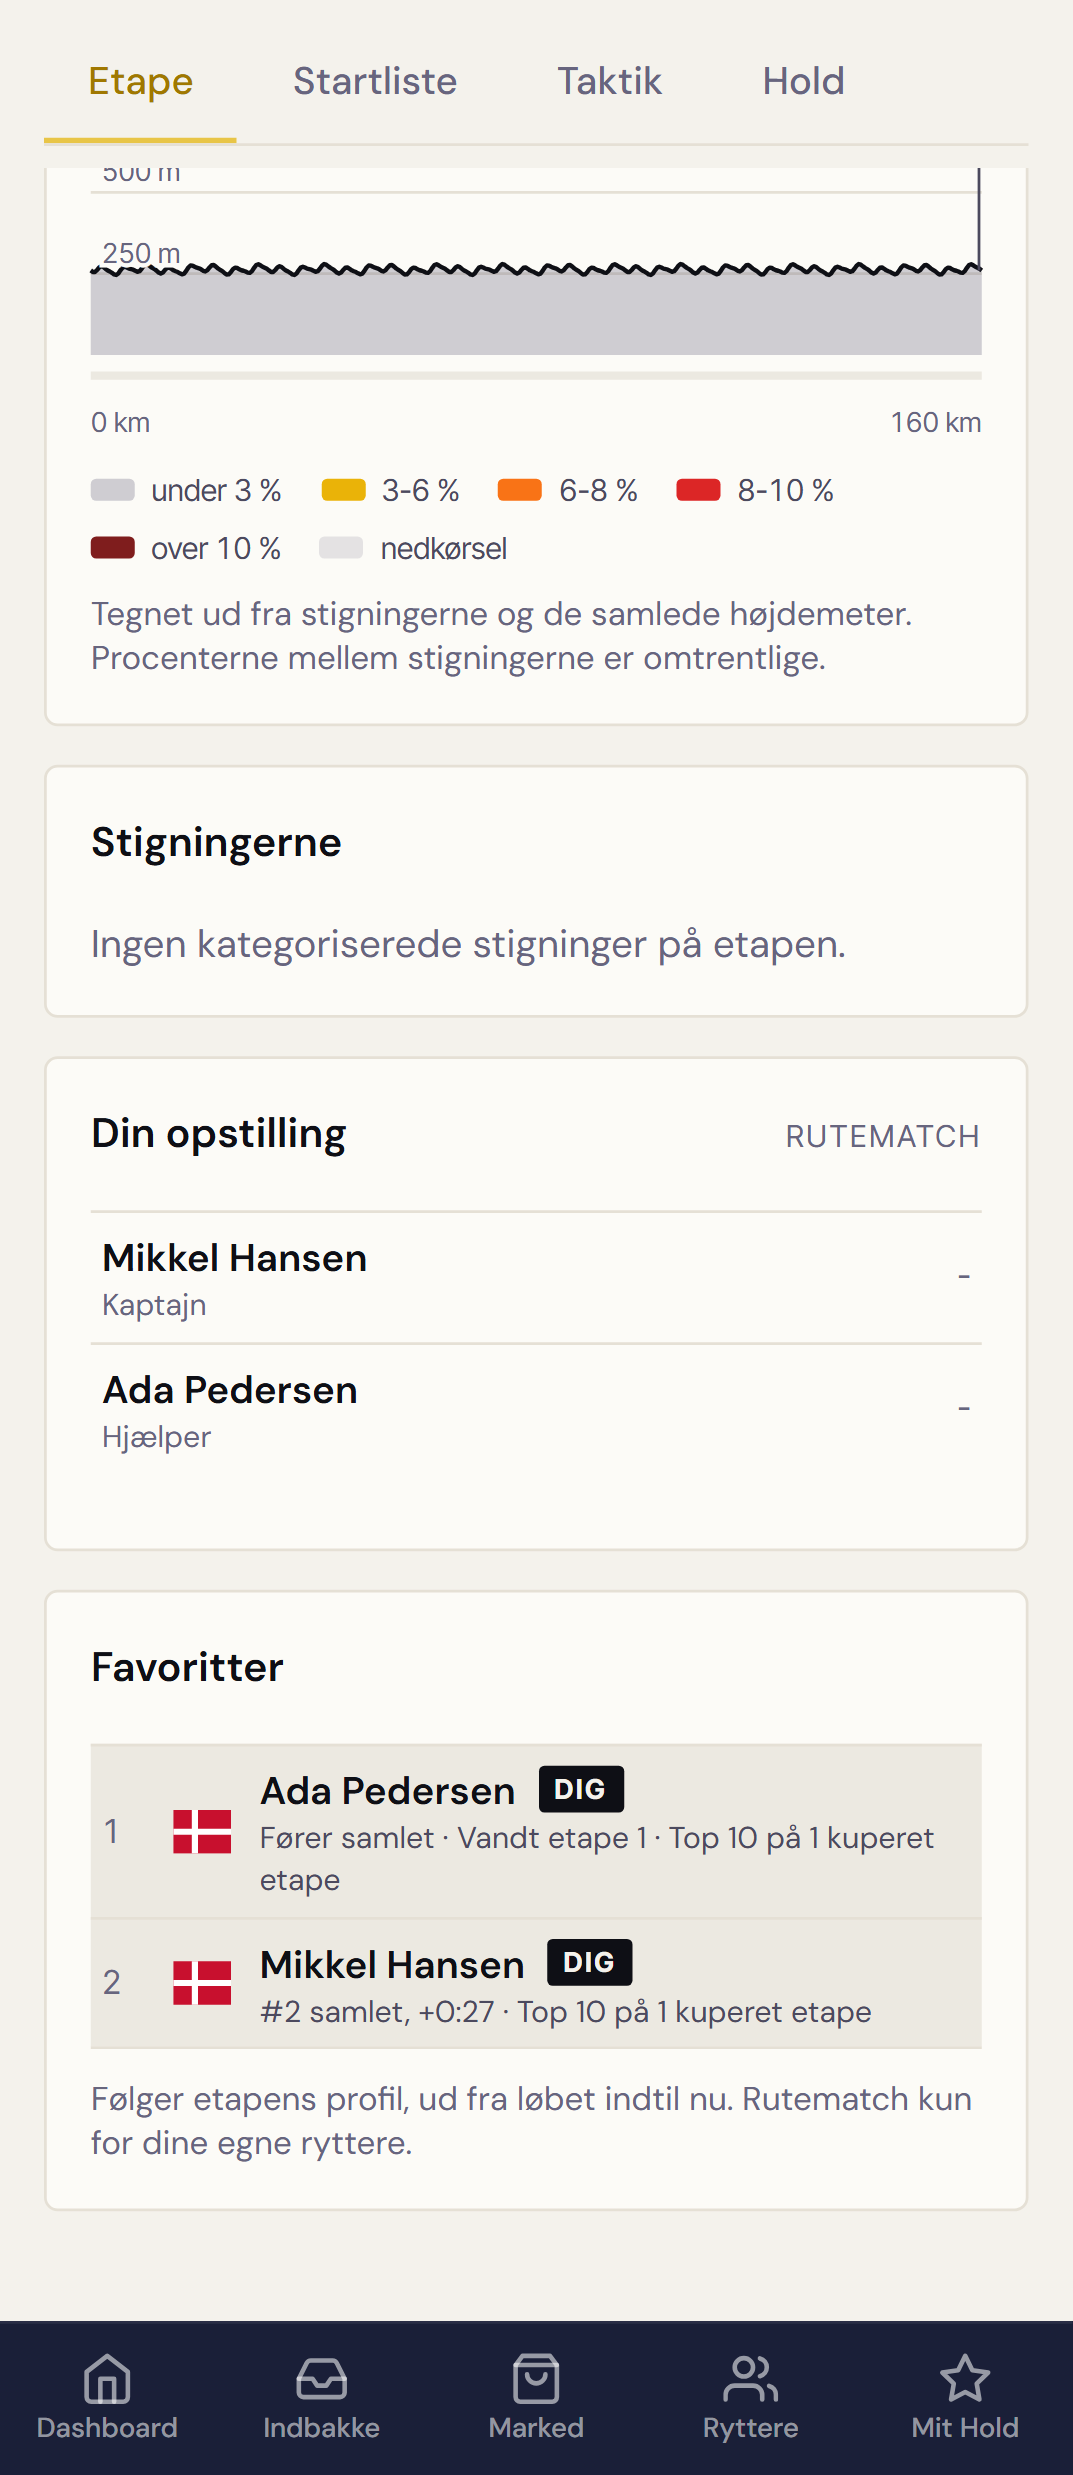 Etape Startliste Taktik Hold
500 m
250 m
0 km 160 km
under 3 % 3-6 % 6-8 % 8-10 %
over 10 % nedkørsel
Tegnet ud fra stigningerne og de samlede højdemeter.
Procenterne mellem stigningerne er omtrentlige.
Stigningerne
Ingen kategoriserede stigninger på etapen.
Din opstilling RUTEMATCH
Mikkel Hansen -
Kaptajn
Ada Pedersen -
Hjælper
Favoritter
Ada Pedersen DIG
1 Fører samlet · Vandt etape 1 · Top 10 på 1 kuperet
etape
Mikkel Hansen DIG
2 #2 samlet, +0:27 · Top 10 på 1 kuperet etape
Følger etapens profil, ud fra løbet indtil nu. Rutematch kun
for dine egne ryttere.
Dashboard Indbakke Marked Ryttere Mit Hold